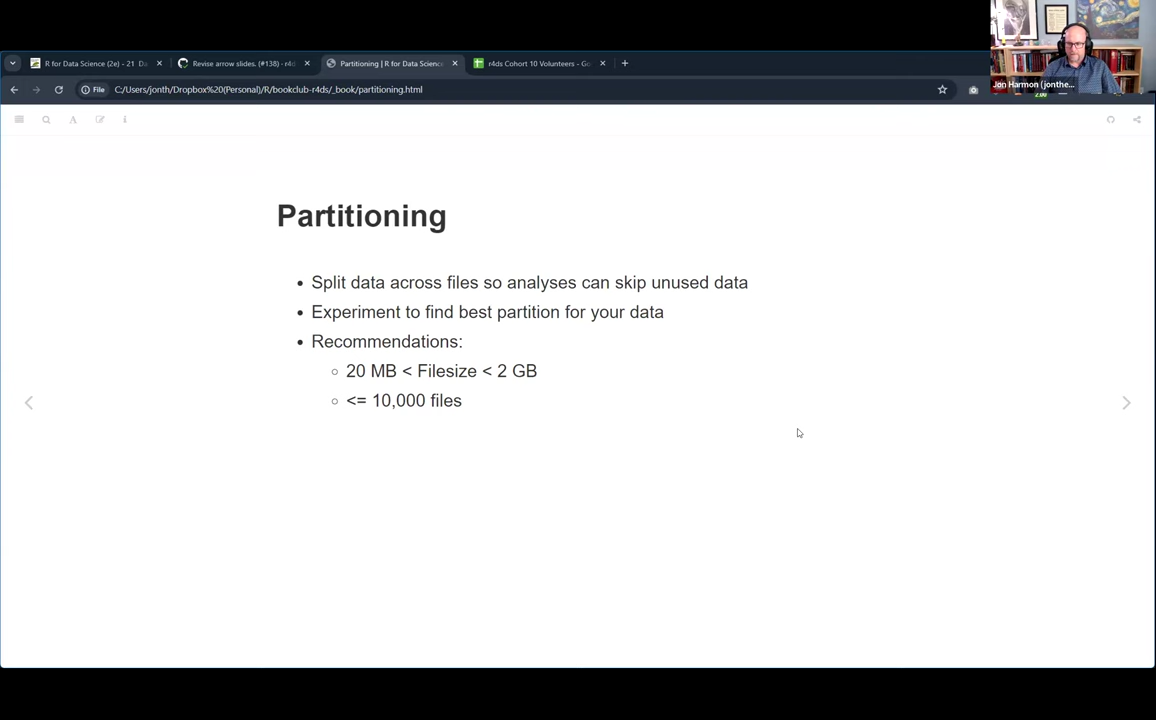 R for Data Science (2e) - 21 Da
Revise arrow slides. (#138) · r4d
Partitioning | R for Data Science
r4ds Cohort 10 Volunteers - Go
File
C:/Users/jonth/Dropbox%20(Personal)/R/bookclub-r4ds/_book/partitioning.html
Jon Harmon (jonthe...
Partitioning
• Split data across files so analyses can skip unused data
• Experiment to find best partition for your data
• Recommendations:
◦ 20 MB < Filesize < 2 GB
◦ <= 10,000 files